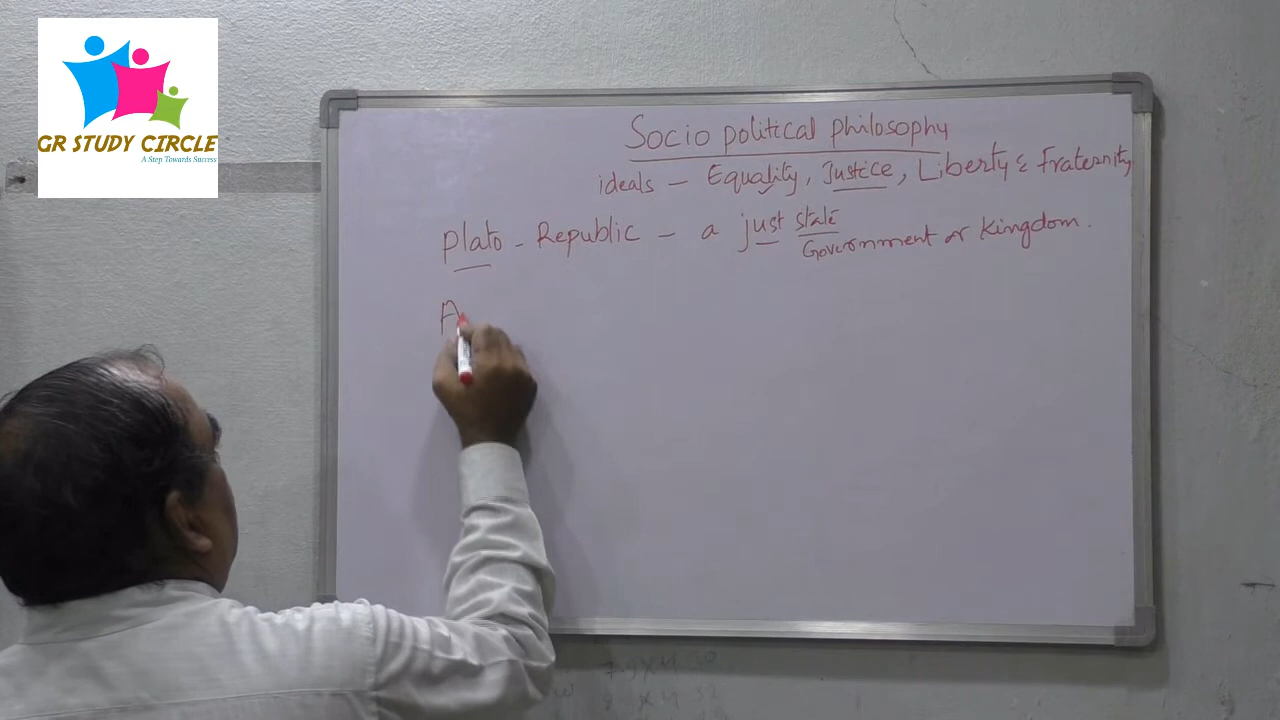 GR STUDY CIRCLE
A Step Towards Success
Socio political philosophy
ideals – Equality, Justice, Liberty & Fraternity
Plato - Republic – a just state
Government or Kingdom.
A